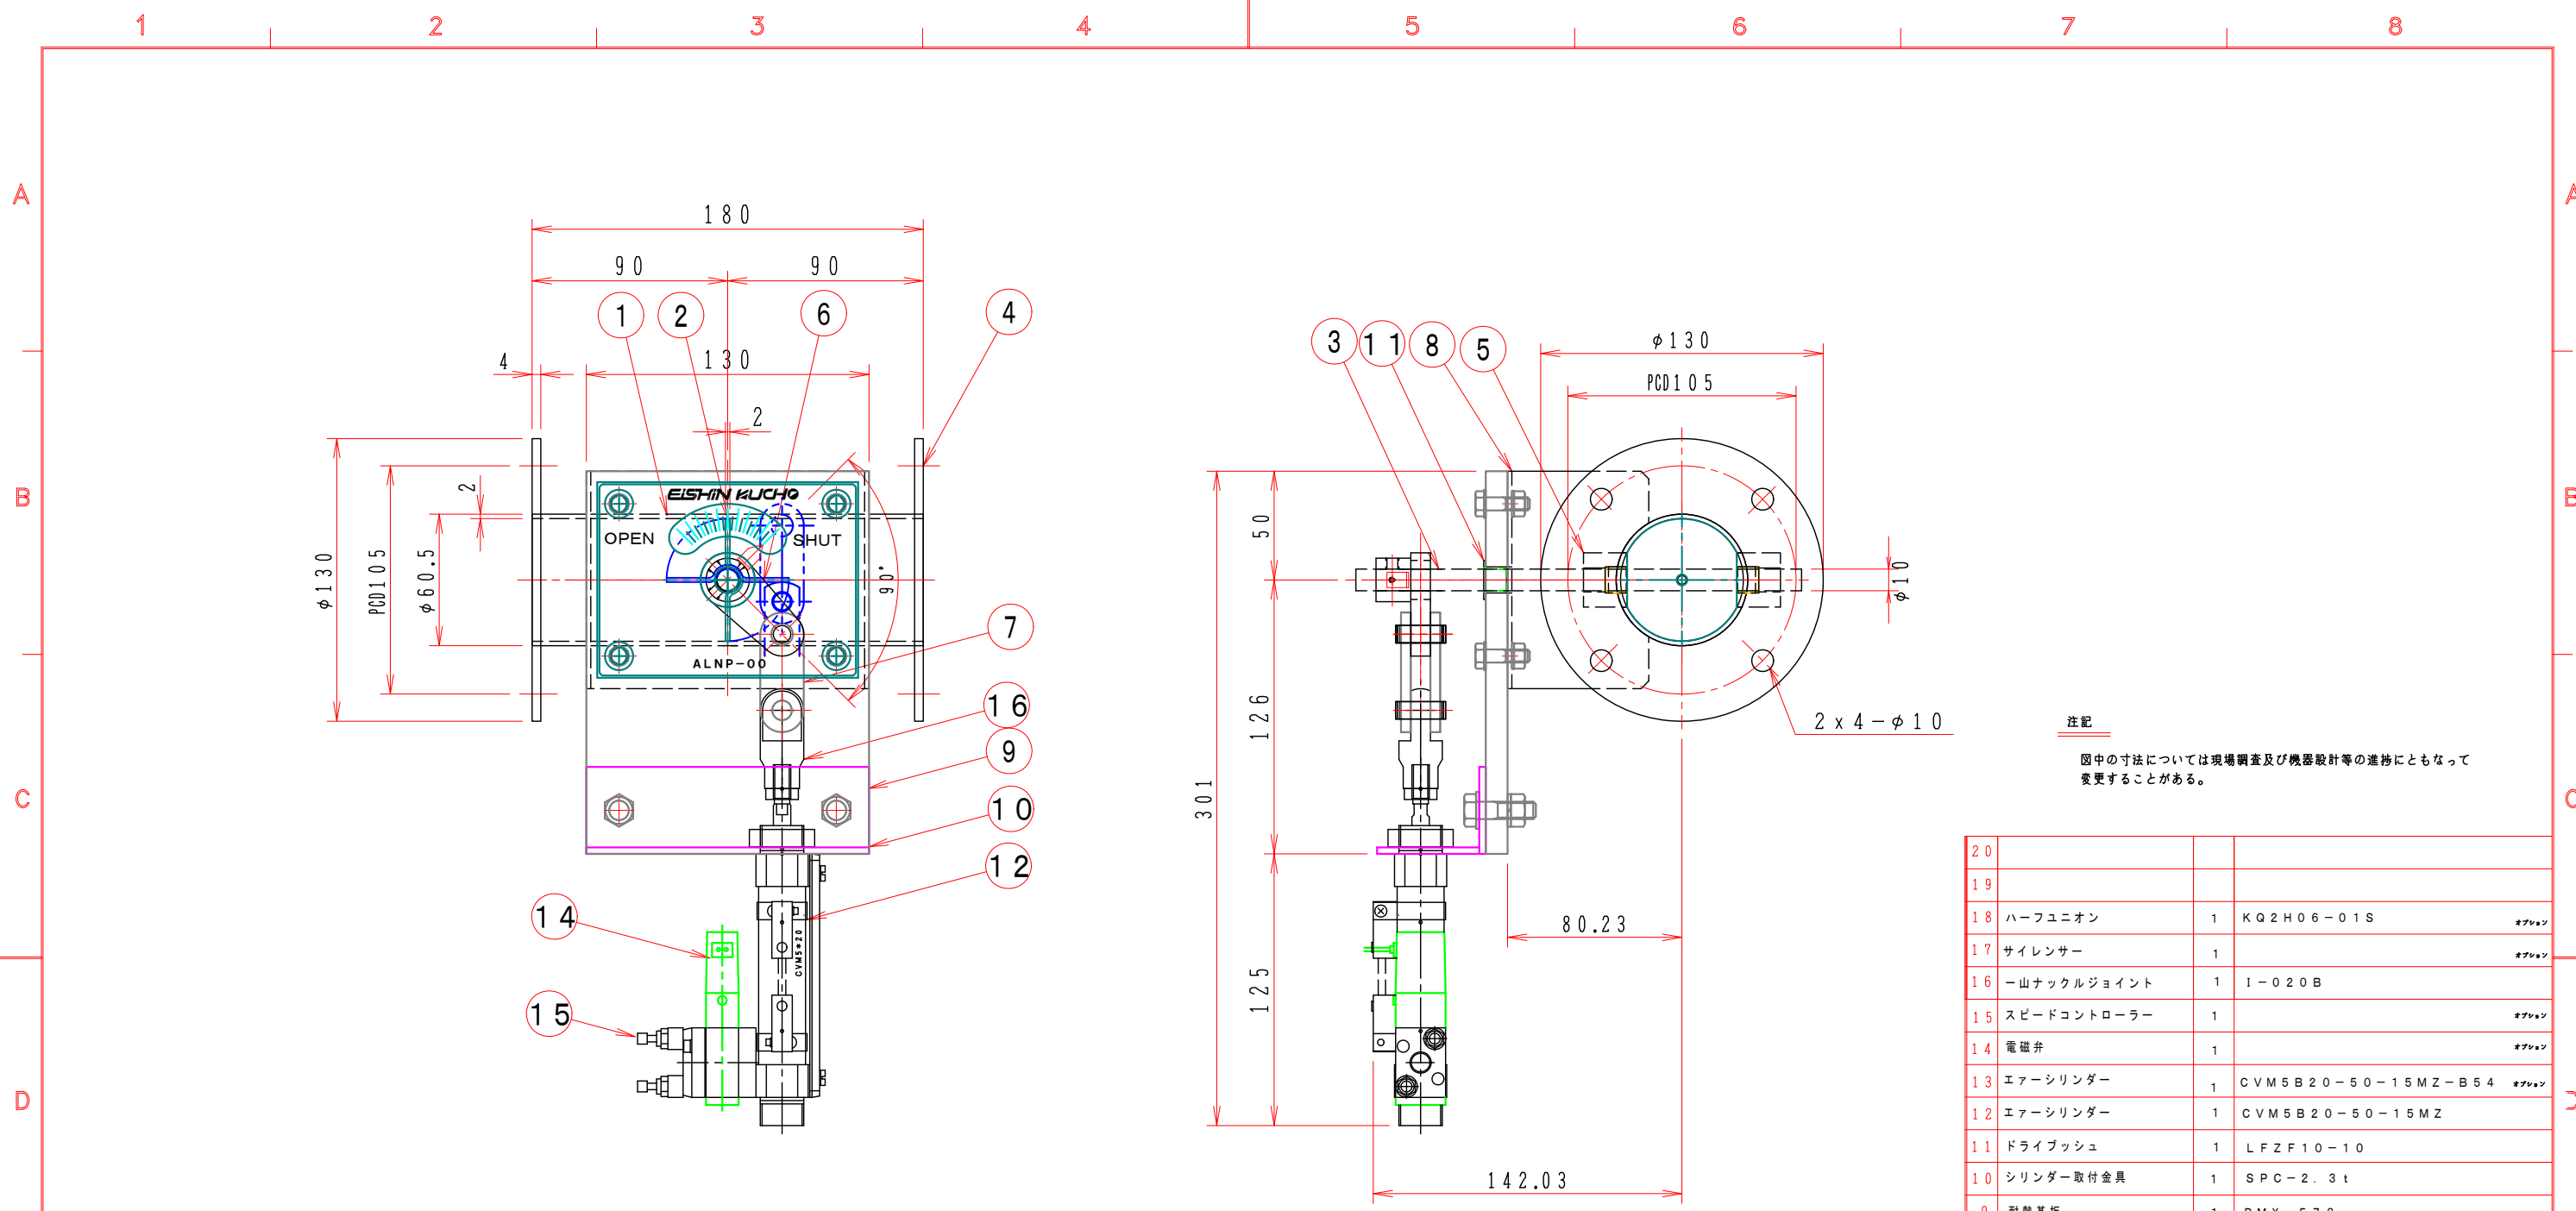 1 2 3 4 5 6 7 8
A A
B B
C C
D D
180
90 90
1 2 6 4
130
4
2
2
φ130
PCD105
φ60.5
EISHIN KUCHO
OPEN SHUT
90°
ALNP-00
7
16
9
10
12
14
15
CVM5*20
3 11 8 5
φ130
PCD105
50
φ10
126
301
125
2x4-φ10
80.23
142.03
注記
図中の寸法については現場調査及び機器設計等の進捗にともなって
変更することがある。
20
19
18 ハーフユニオン 1 KQ2H06-01S オプション
17 サイレンサー 1 オプション
16 一山ナックルジョイント 1 I-020B
15 スピードコントローラー 1 オプション
14 電磁弁 1 オプション
13 エアーシリンダー 1 CVM5B20-50-15MZ-B54 オプション
12 エアーシリンダー 1 CVM5B20-50-15MZ
11 ドライブッシュ 1 LFZF10-10
10 シリンダー取付金具 1 SPC-2.3t